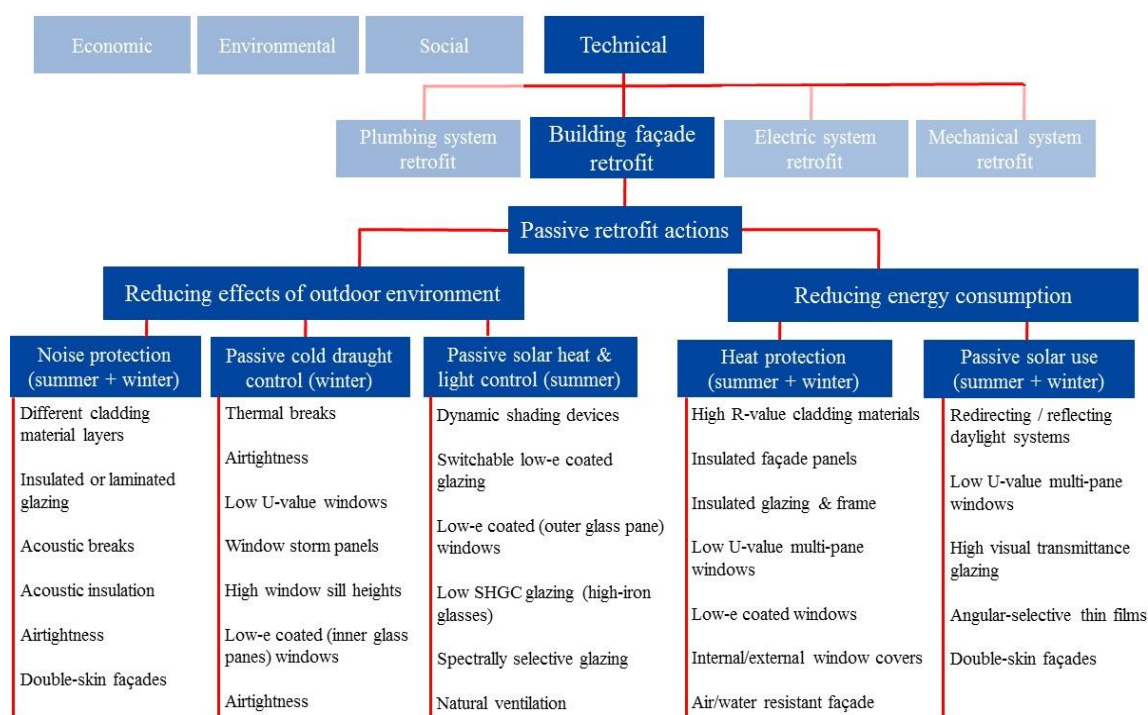 Economic
Environmental
Social
Technical
Plumbing system
retrofit
Building façade
retrofit
Electric system
retrofit
Mechanical system
retrofit
Passive retrofit actions
Reducing effects of outdoor environment
Reducing energy consumption
Noise protection
(summer + winter)
Different cladding
material layers
Insulated or laminated
glazing
Acoustic breaks
Acoustic insulation
Airtightness
Double-skin façades
Passive cold draught
control (winter)
Thermal breaks
Airtightness
Low U-value windows
Window storm panels
High window sill heights
Low-e coated (inner glass
panes) windows
Airtightness
Passive solar heat &
light control (summer)
Dynamic shading devices
Switchable low-e coated
glazing
Low-e coated (outer glass pane)
windows
Low SHGC glazing (high-iron
glasses)
Spectrally selective glazing
Natural ventilation
Heat protection
(summer + winter)
High R-value cladding materials
Insulated façade panels
Insulated glazing & frame
Low U-value multi-pane
windows
Low-e coated windows
Internal/external window covers
Air/water resistant façade
Passive solar use
(summer + winter)
Redirecting / reflecting
daylight systems
Low U-value multi-pane
windows
High visual transmittance
glazing
Angular-selective thin films
Double-skin façades